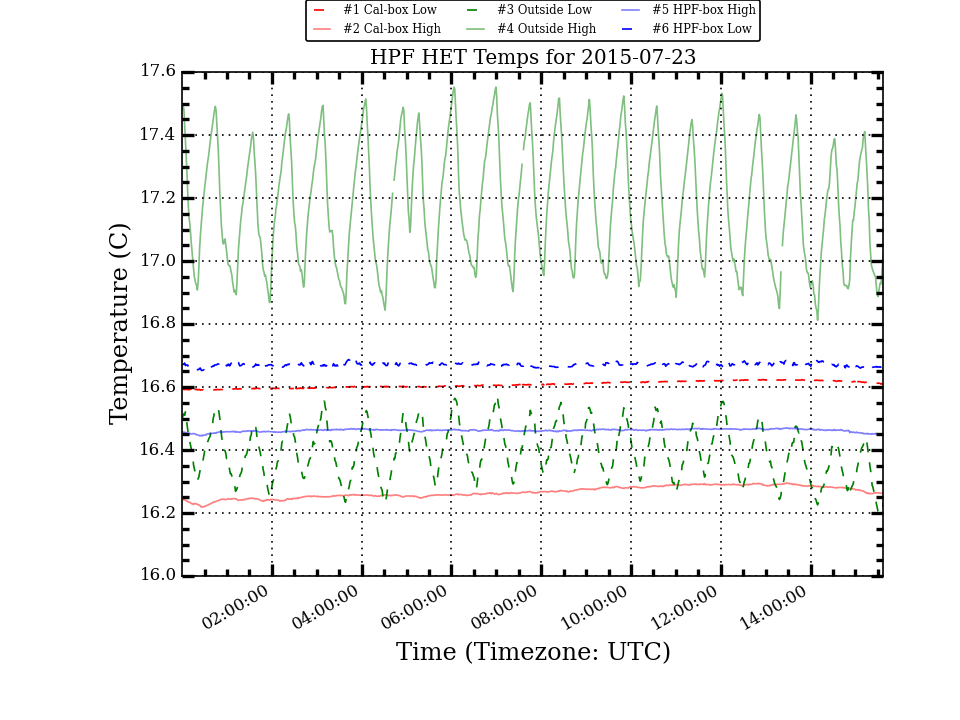 #1 Cal-box Low #3 Outside Low #5 HPF-box High
#2 Cal-box High #4 Outside High #6 HPF-box Low
HPF HET Temps for 2015-07-23
17.6
17.4
17.2
17.0
16.8
16.6
16.4
16.2
16.0
Temperature (C)
02:00:00 04:00:00 06:00:00 08:00:00 10:00:00 12:00:00 14:00:00
Time (Timezone: UTC)